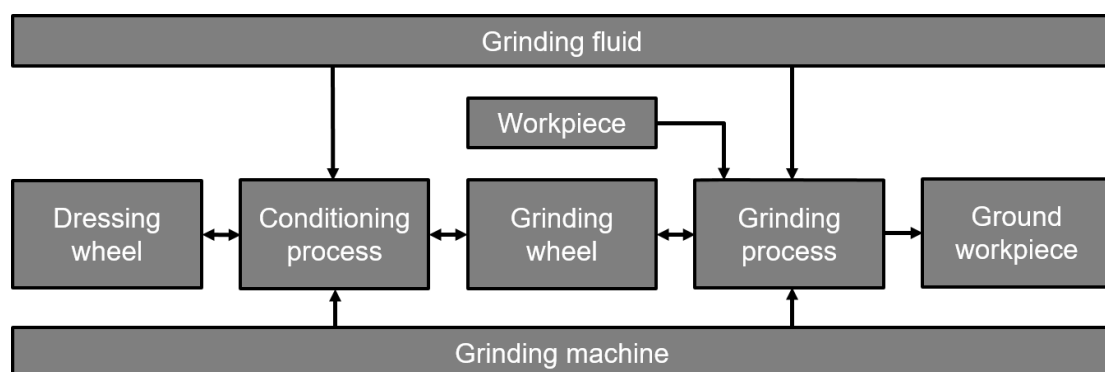 Grinding fluid
Workpiece
Dressing
wheel
Conditioning
process
Grinding
wheel
Grinding
process
Ground
workpiece
Grinding machine